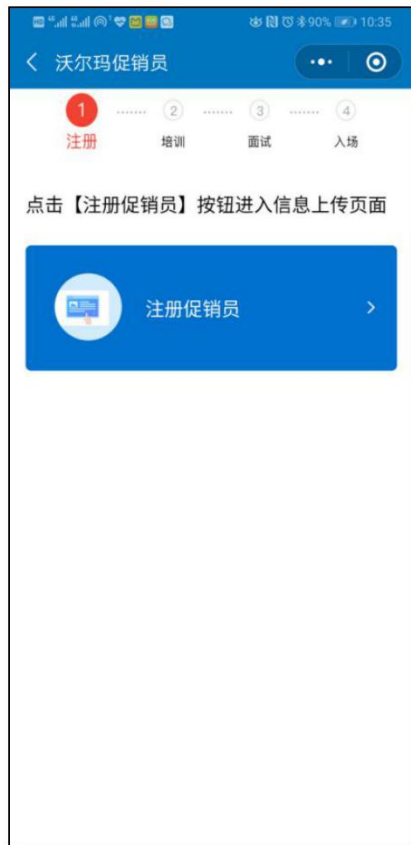 90% 10:35
沃尔玛促销员
1 2 3 4
注册 培训 面试 入场
点击【注册促销员】按钮进入信息上传页面
注册促销员